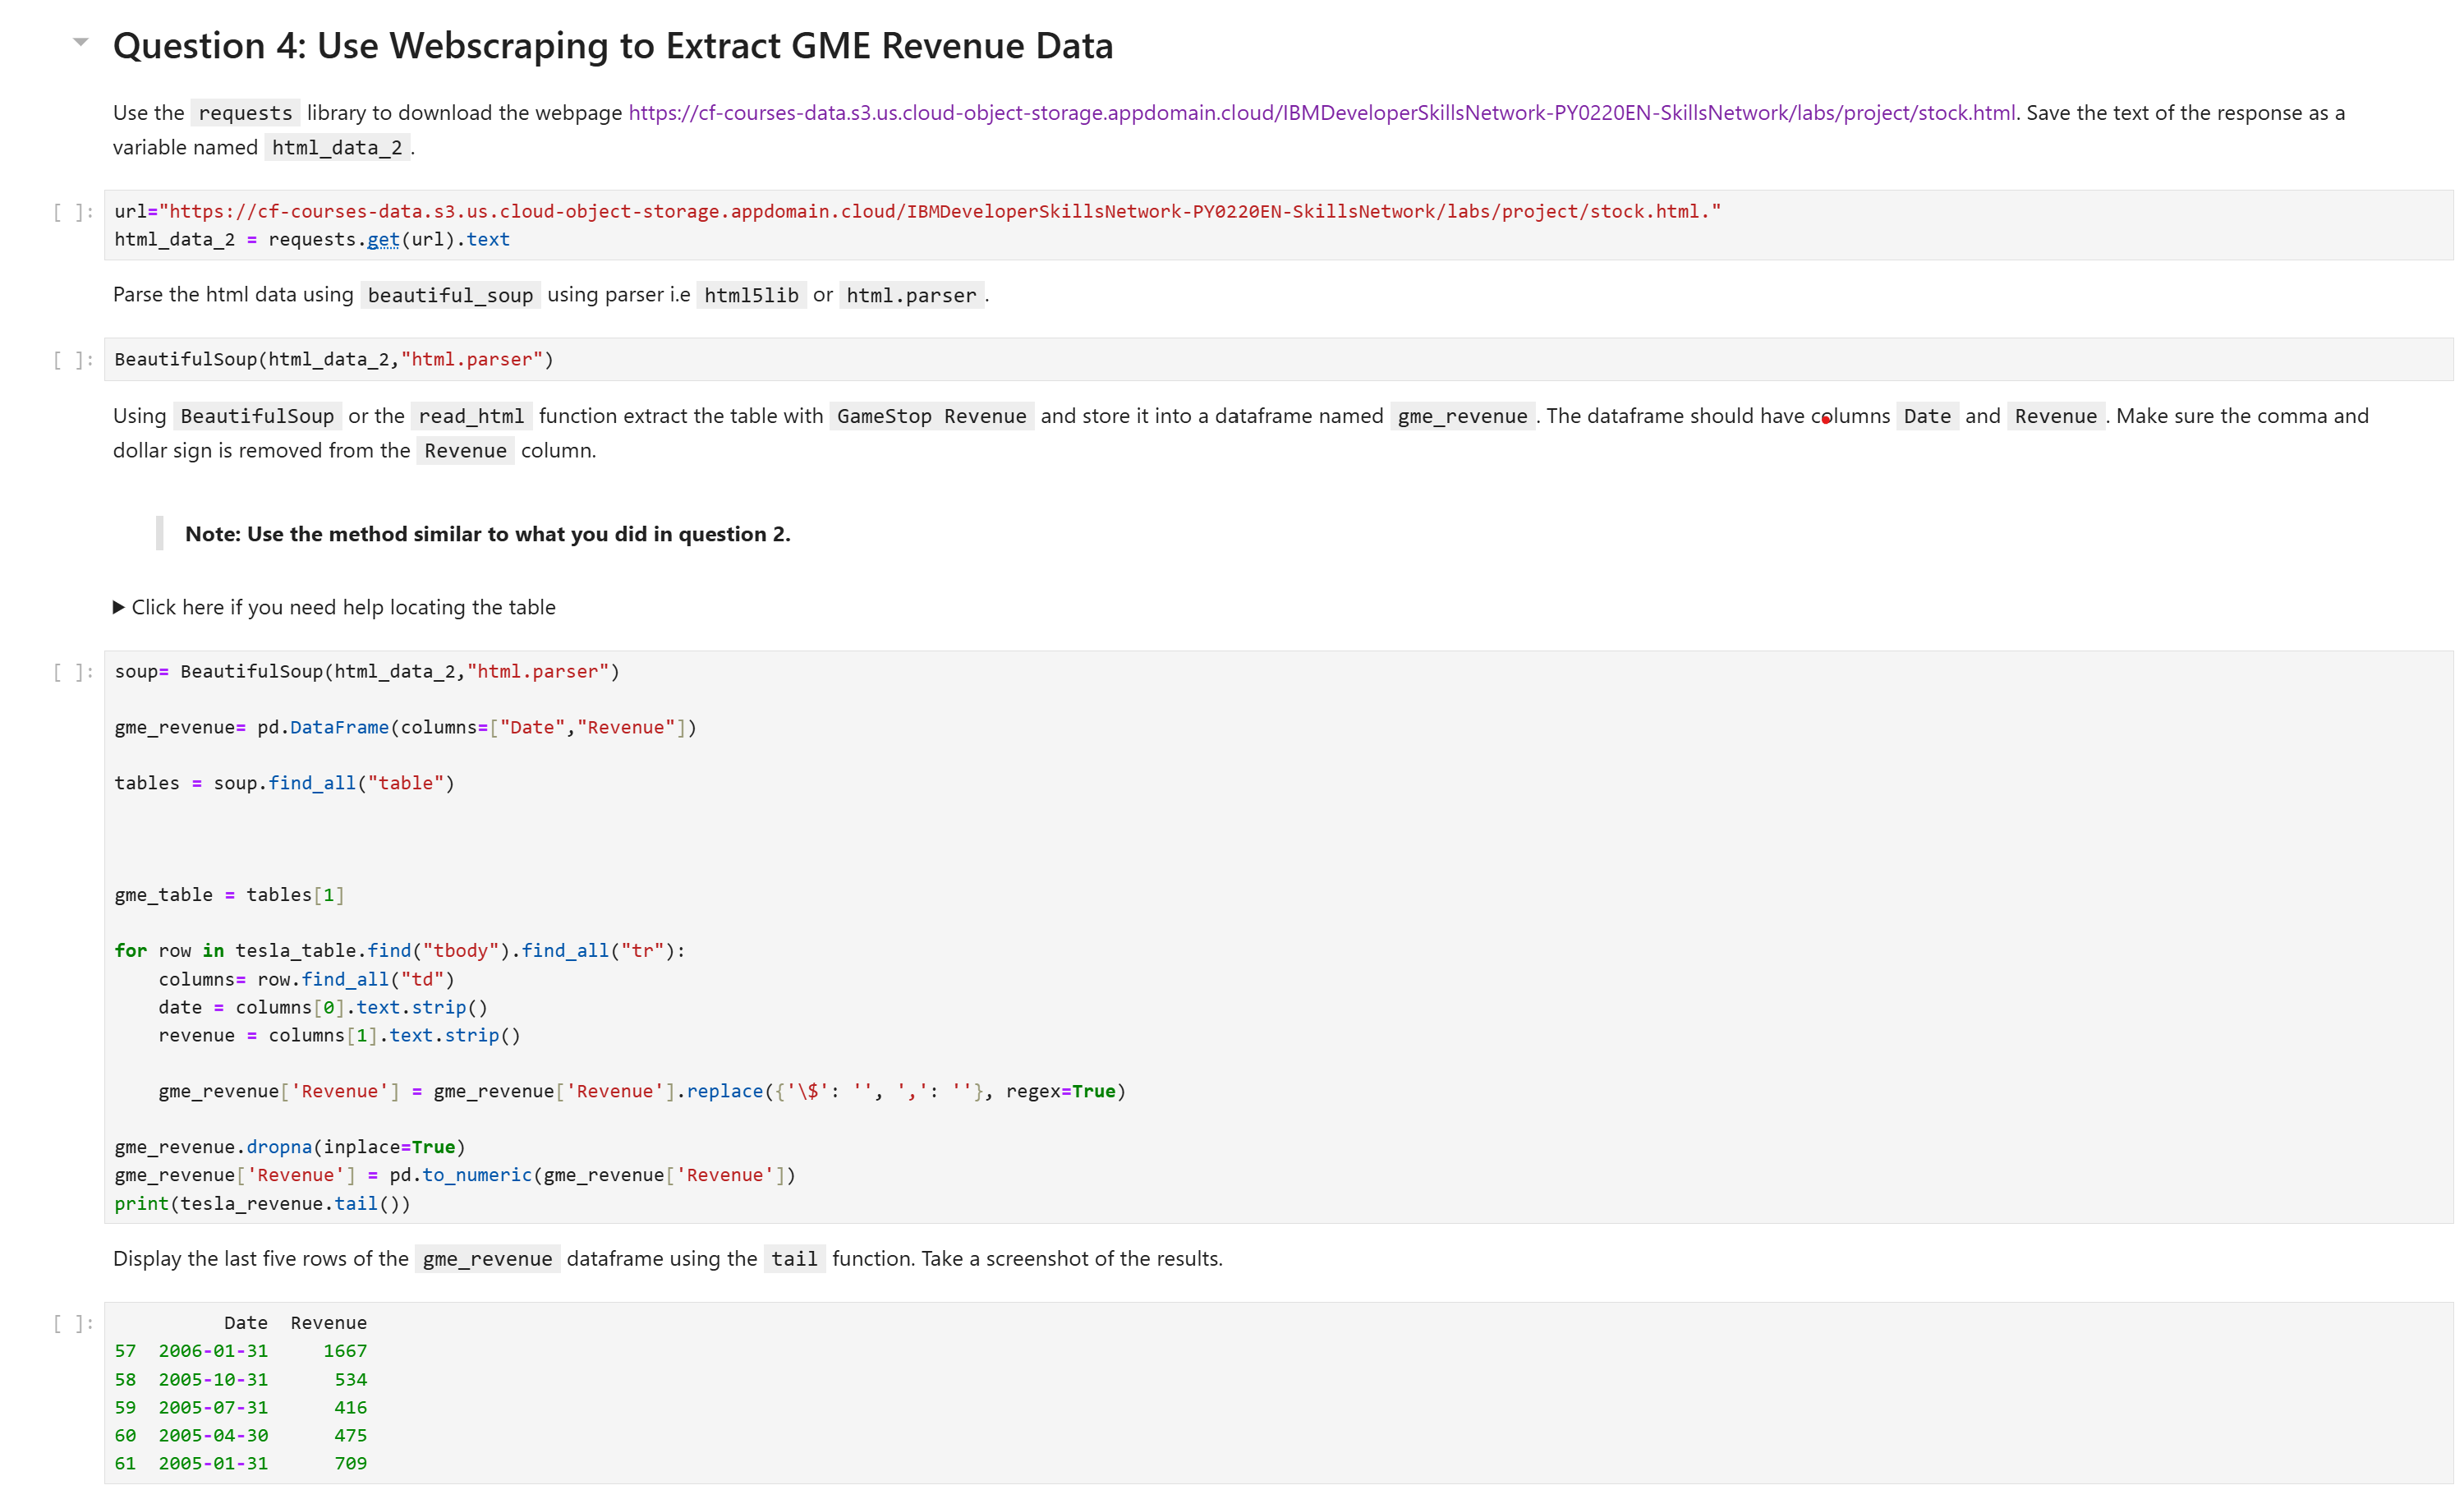 Question 4: Use Webscraping to Extract GME Revenue Data
Use the requests library to download the webpage https://cf-courses-data.s3.us.cloud-object-storage.appdomain.cloud/IBMDeveloperSkillsNetwork-PY0220EN-SkillsNetwork/labs/project/stock.html. Save the text of the response as a
variable named html_data_2.
[ ]: url="https://cf-courses-data.s3.us.cloud-object-storage.appdomain.cloud/IBMDeveloperSkillsNetwork-PY0220EN-SkillsNetwork/labs/project/stock.html."
html_data_2 = requests.get(url).text
Parse the html data using beautiful_soup using parser i.e html5lib or html.parser.
[ ]: BeautifulSoup(html_data_2,"html.parser")
Using BeautifulSoup or the read_html function extract the table with GameStop Revenue and store it into a dataframe named gme_revenue. The dataframe should have columns Date and Revenue. Make sure the comma and
dollar sign is removed from the Revenue column.
Note: Use the method similar to what you did in question 2.
▶ Click here if you need help locating the table
[ ]: soup= BeautifulSoup(html_data_2,"html.parser")
gme_revenue= pd.DataFrame(columns=["Date","Revenue"])
tables = soup.find_all("table")
gme_table = tables[1]
for row in tesla_table.find("tbody").find_all("tr"):
    columns= row.find_all("td")
    date = columns[0].text.strip()
    revenue = columns[1].text.strip()
    gme_revenue['Revenue'] = gme_revenue['Revenue'].replace({'\$': '', ',': ''}, regex=True)
gme_revenue.dropna(inplace=True)
gme_revenue['Revenue'] = pd.to_numeric(gme_revenue['Revenue'])
print(tesla_revenue.tail())
Display the last five rows of the gme_revenue dataframe using the tail function. Take a screenshot of the results.
[ ]: Date Revenue
57 2006-01-31 1667
58 2005-10-31 534
59 2005-07-31 416
60 2005-04-30 475
61 2005-01-31 709